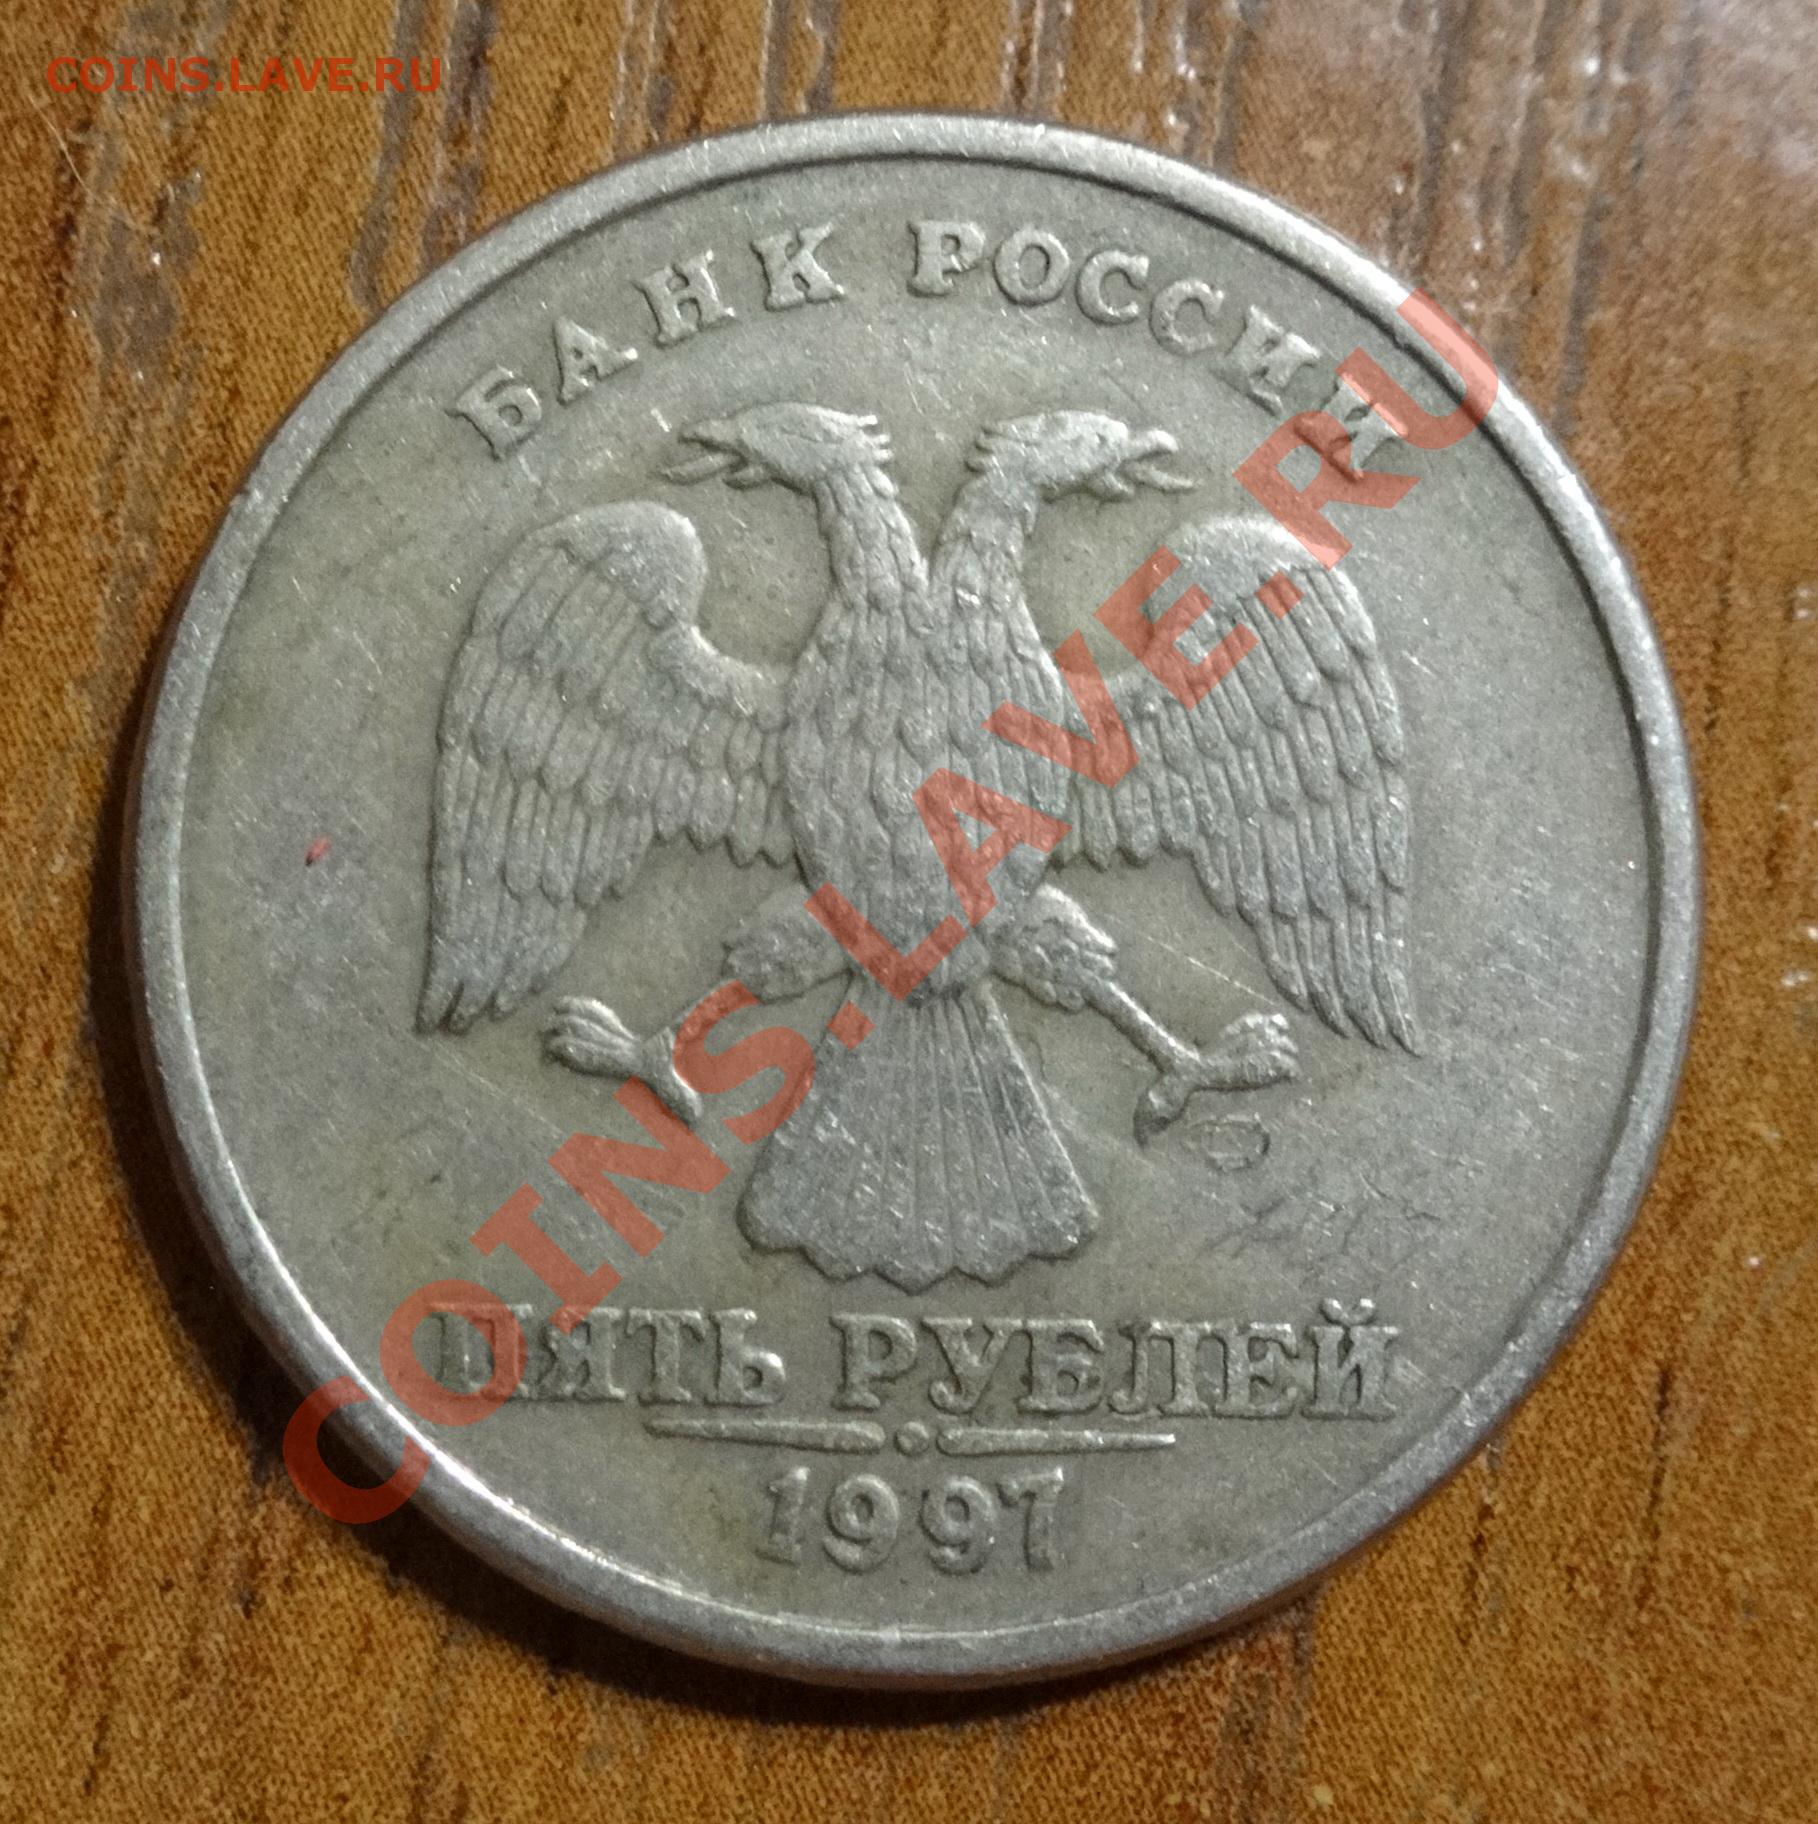 COINS.LAVE.RU
БАНК РОССИИ
COINS.LAVE.RU
ПЯТЬ РУБЛЕЙ
1997